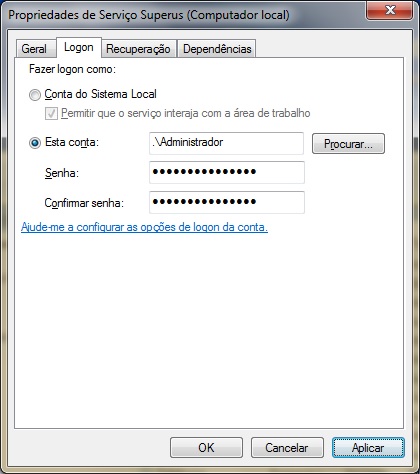 Propriedades de Serviço Superus (Computador local)
Geral Logon Recuperação Dependências
Fazer logon como:
Conta do Sistema Local
Permitir que o serviço interaja com a área de trabalho
Esta conta: .\Administrador Procurar...
Senha: ●●●●●●●●●●●●●●●
Confirmar senha: ●●●●●●●●●●●●●●●
Ajude-me a configurar as opções de logon da conta.
OK Cancelar Aplicar